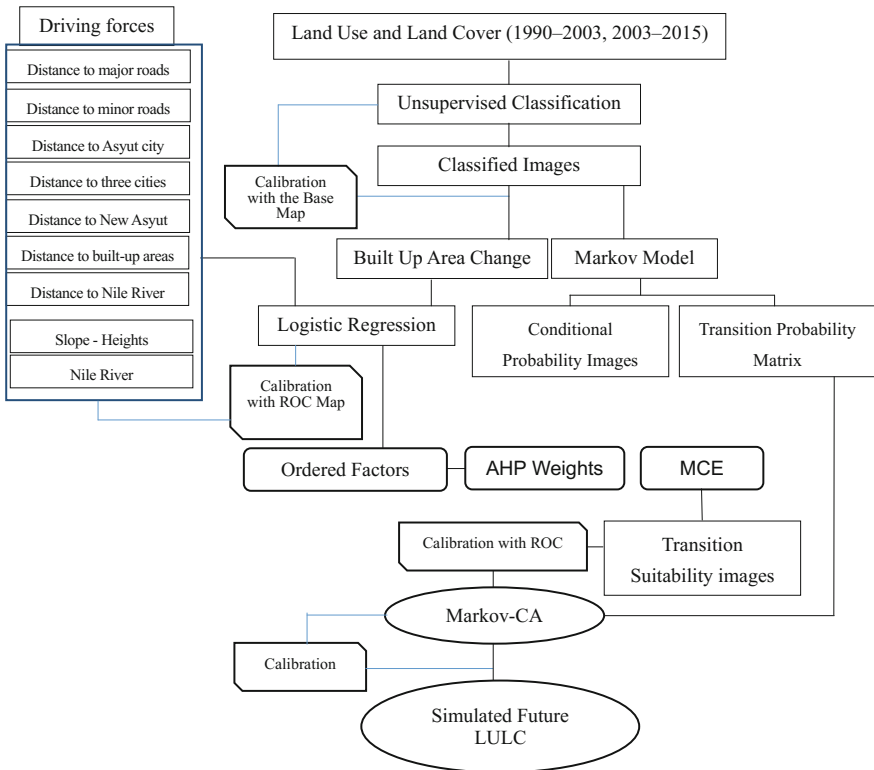 Driving forces
Distance to major roads
Distance to minor roads
Distance to Asyut city
Distance to three cities
Distance to New Asyut
Distance to built-up areas
Distance to Nile River
Slope - Heights
Nile River
Land Use and Land Cover (1990–2003, 2003–2015)
Unsupervised Classification
Classified Images
Calibration
with the Base
Map
Built Up Area Change
Markov Model
Logistic Regression
Conditional
Probability Images
Transition Probability
Matrix
Calibration
with ROC Map
Ordered Factors
AHP Weights
MCE
Calibration with ROC
Transition
Suitability images
Markov-CA
Calibration
Simulated Future
LULC